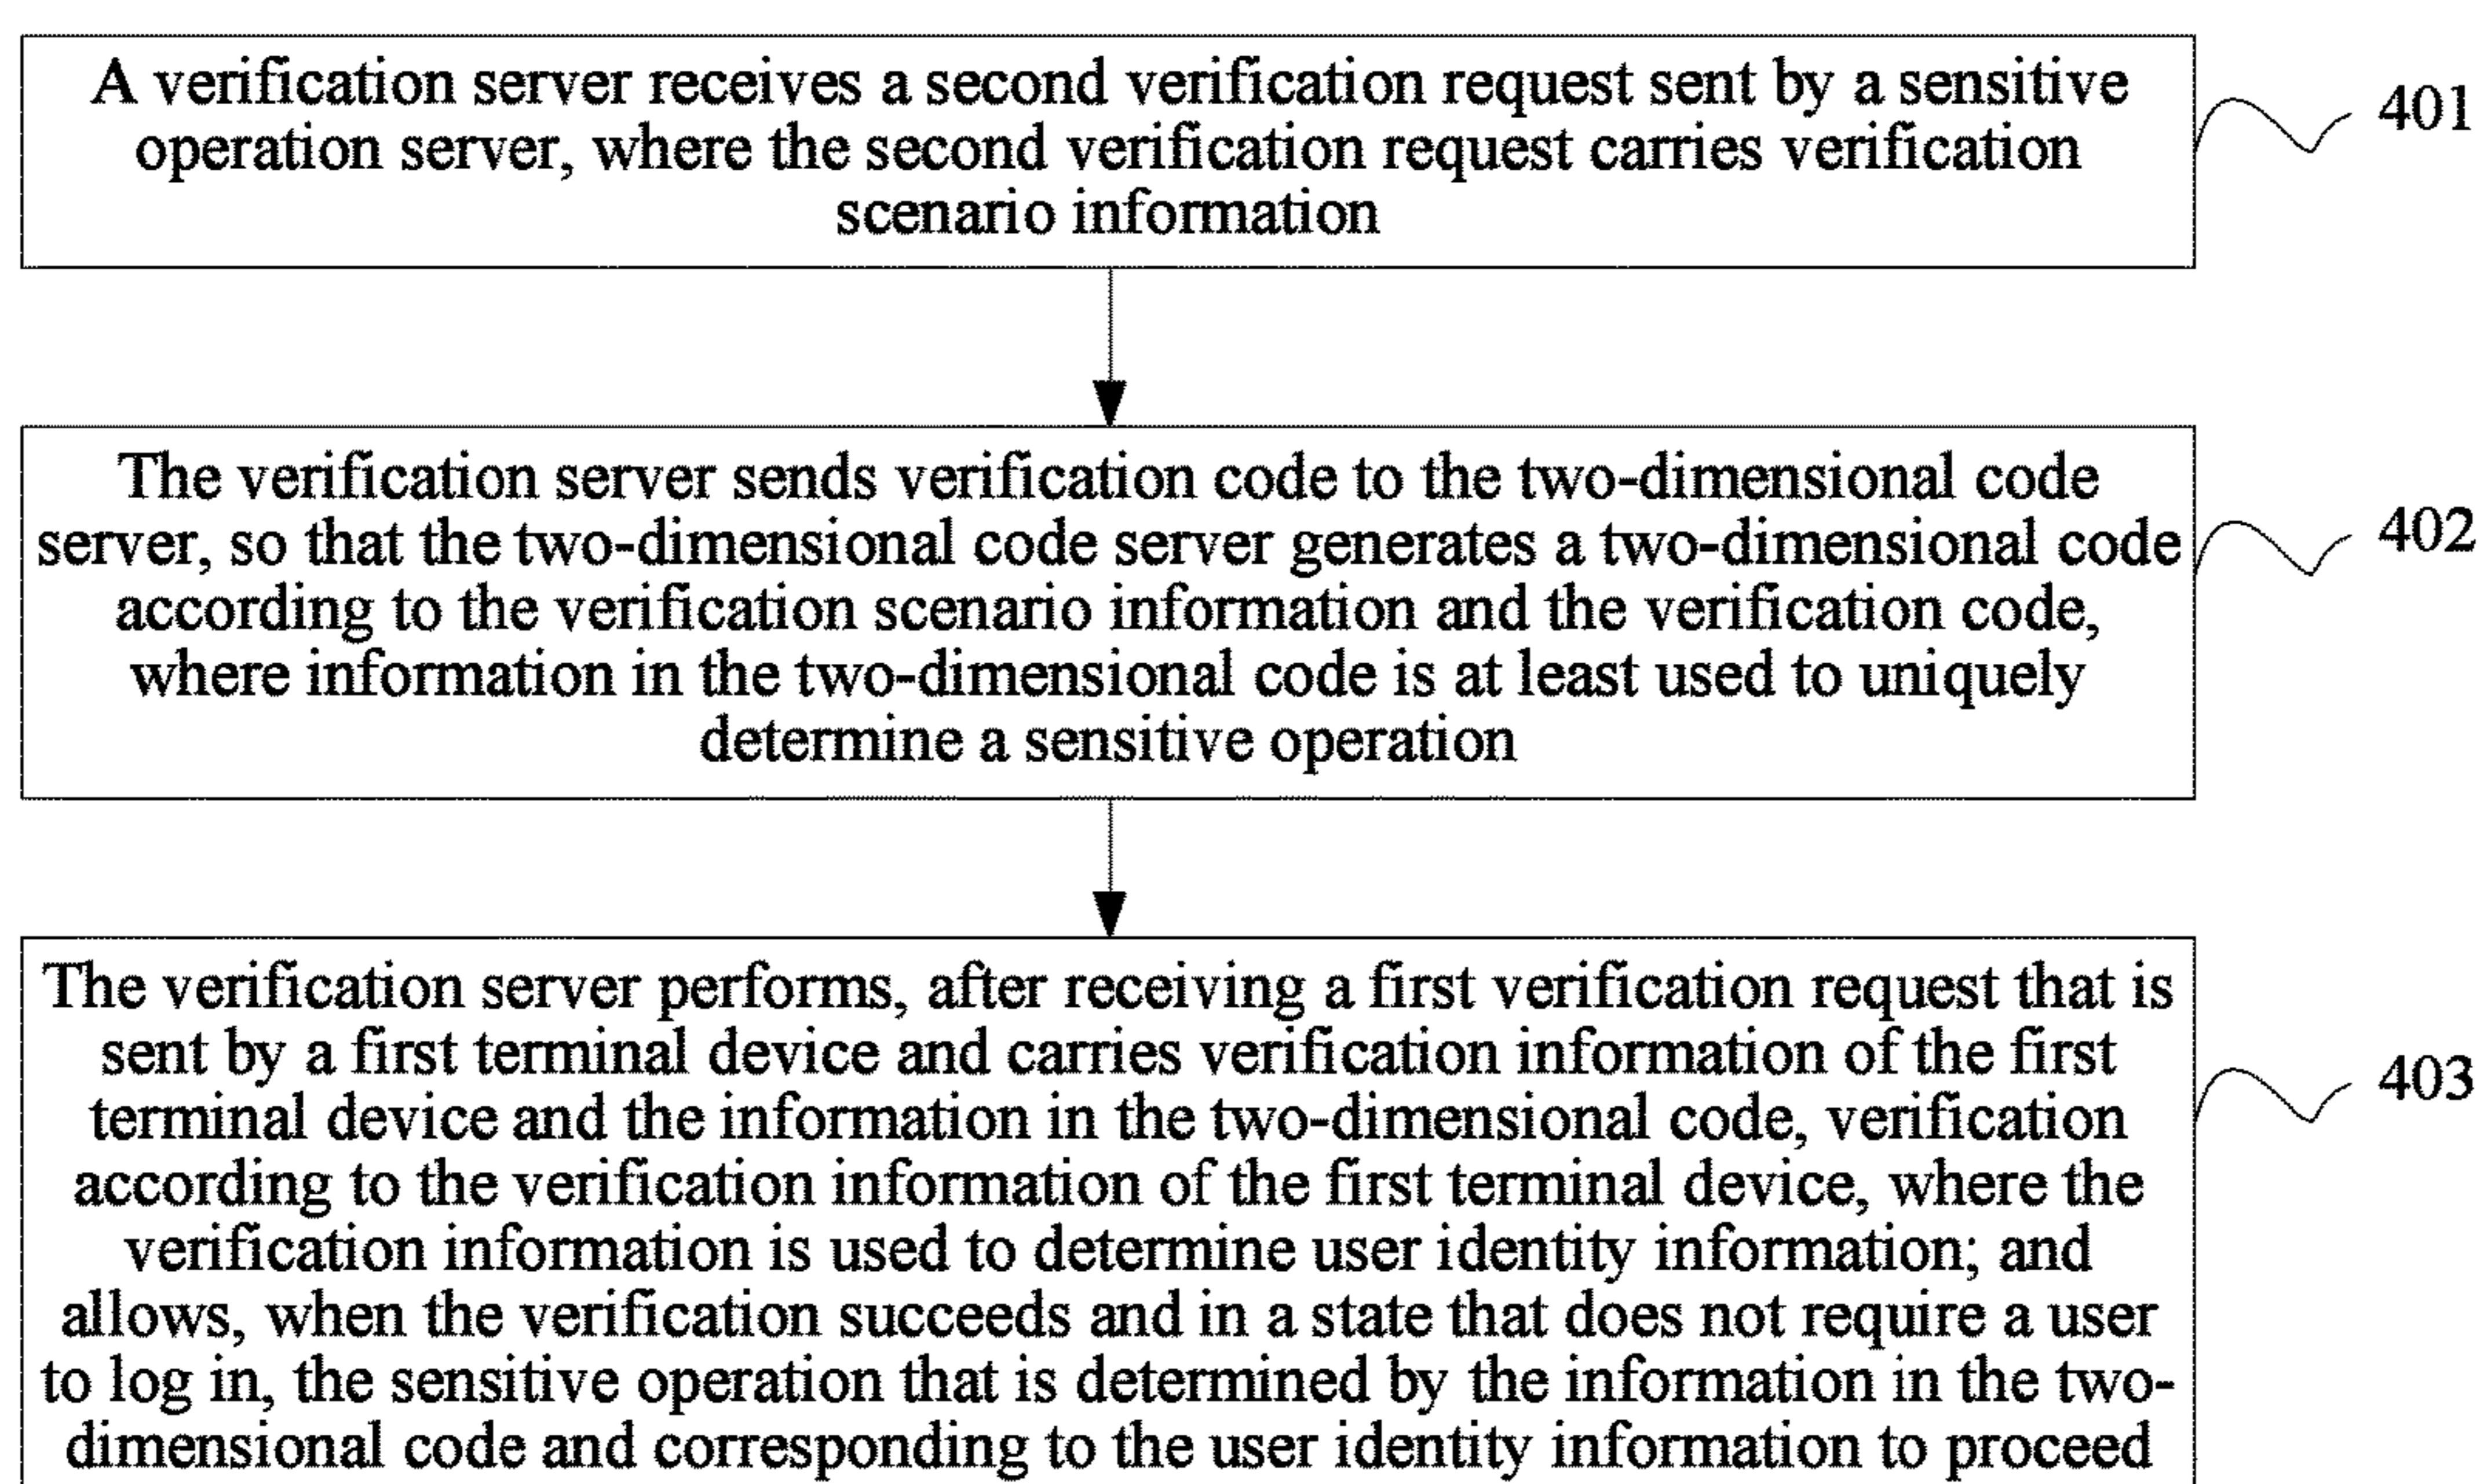 A verification server receives a second verification request sent by a sensitive
operation server, where the second verification request carries verification
scenario information
401
The verification server sends verification code to the two-dimensional code
server, so that the two-dimensional code server generates a two-dimensional code
according to the verification scenario information and the verification code,
where information in the two-dimensional code is at least used to uniquely
determine a sensitive operation
402
The verification server performs, after receiving a first verification request that is
sent by a first terminal device and carries verification information of the first
terminal device and the information in the two-dimensional code, verification
according to the verification information of the first terminal device, where the
verification information is used to determine user identity information; and
allows, when the verification succeeds and in a state that does not require a user
to log in, the sensitive operation that is determined by the information in the two-
dimensional code and corresponding to the user identity information to proceed
403